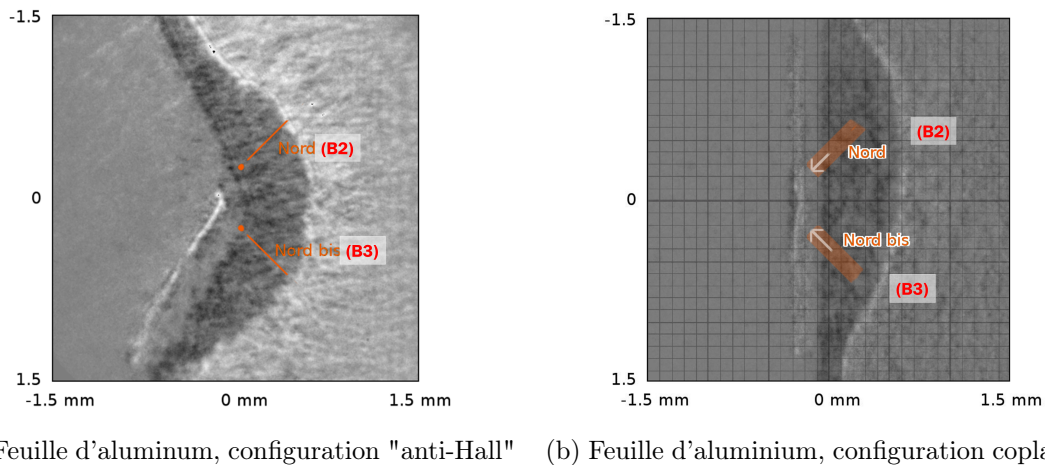 -1.5
Nord (B2)
0
Nord bis (B3)
1.5
-1.5 mm 0 mm 1.5 mm
Feuille d'aluminum, configuration "anti-Hall"
-1.5
(B2)
Nord
0
Nord bis
(B3)
1.5
-1.5 mm 0 mm 1.5 mm
(b) Feuille d'aluminium, configuration